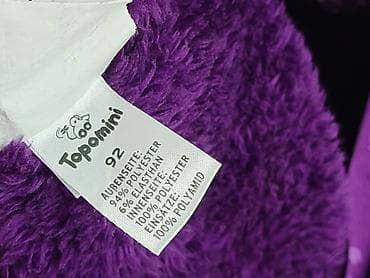 Topomini
92
AUßENSEITE:
94% POLYESTER
6% ELASTHAN
INNENSEITE:
100% POLYESTER
EINSÄTZE:
100% POLYAMID